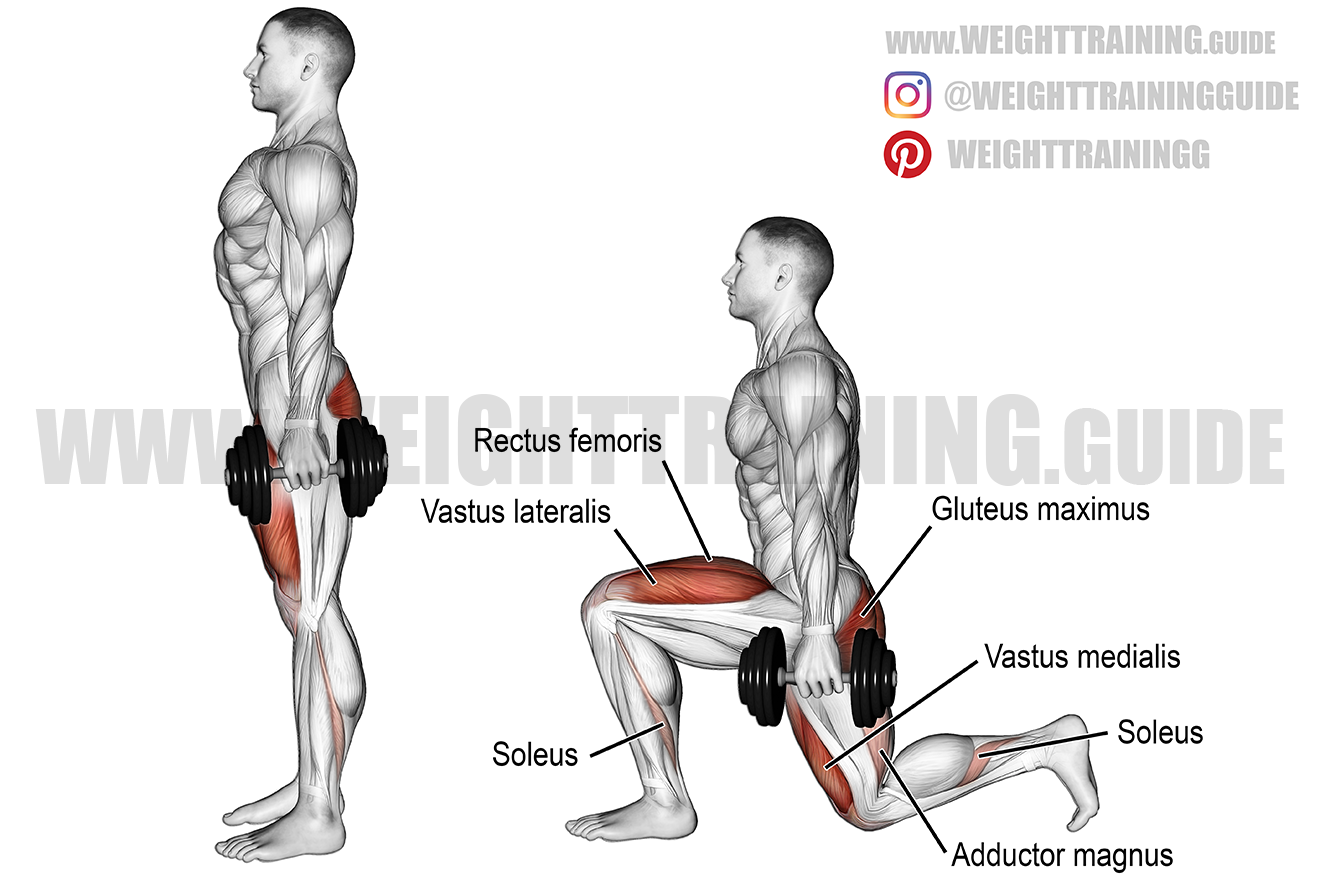 WWW.WEIGHTTRAINING.GUIDE
@WEIGHTTRAININGGUIDE
WEIGHTTRAININGG
WWW.WEIGHTTRAINING.GUIDE
Rectus femoris
Vastus lateralis
Gluteus maximus
Vastus medialis
Soleus
Soleus
Adductor magnus